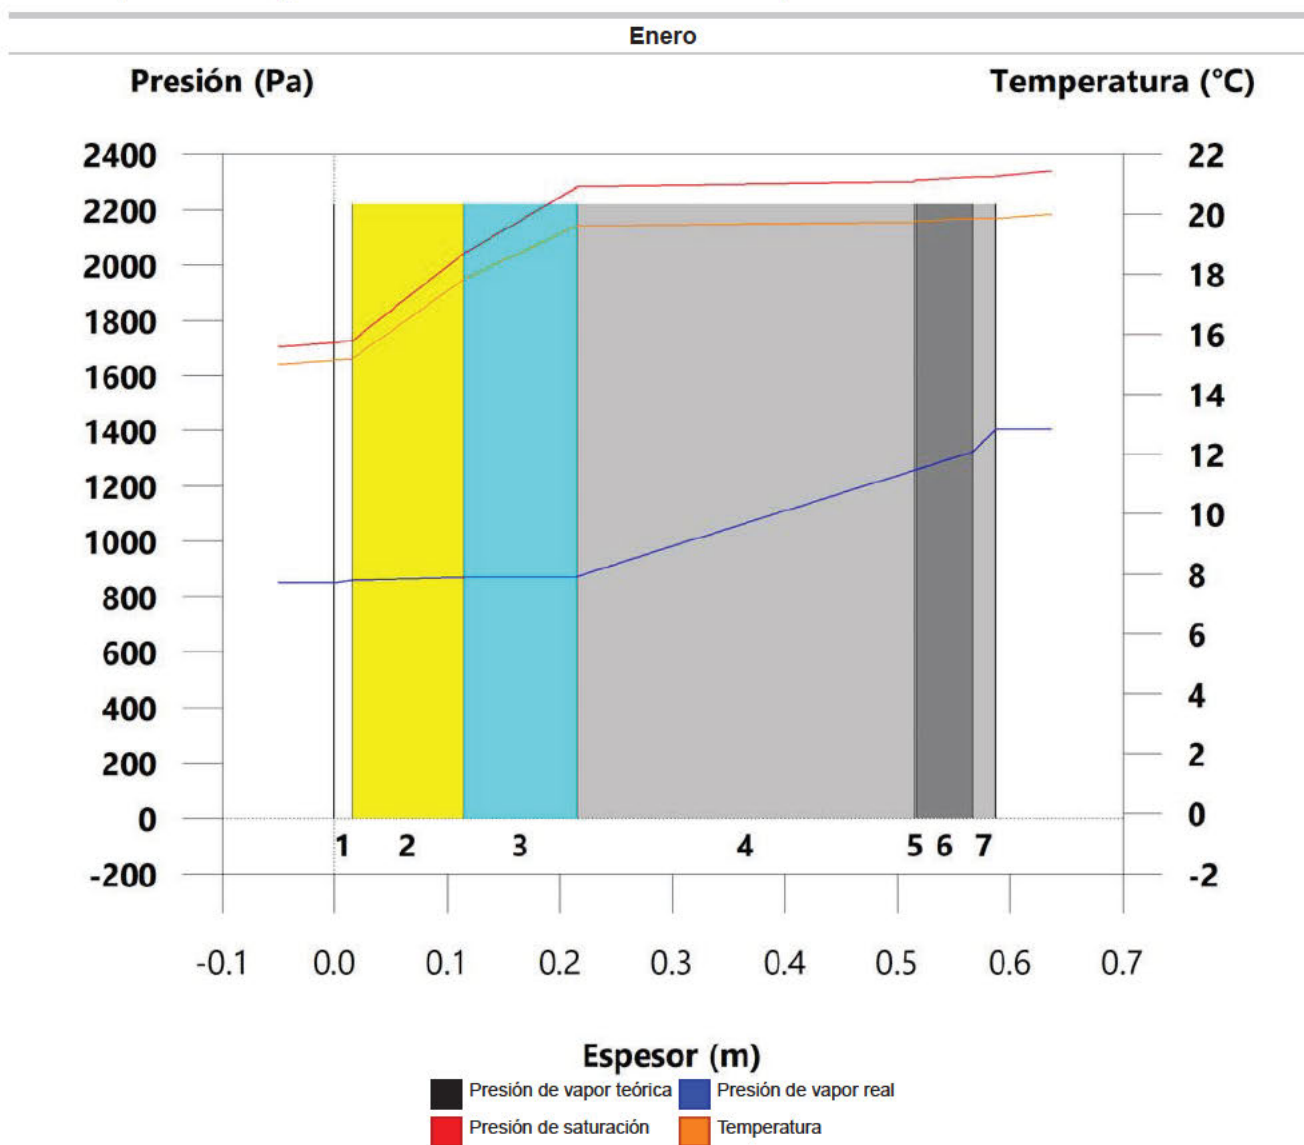 Enero
Presión (Pa) Temperatura (°C)
2400 22
2200 20
2000 18
1800 16
1600 14
1400 12
1200 10
1000 8
800 6
600 4
400 2
200 0
0
1 2 3 4 5 6 7
-200 -2
-0.1 0.0 0.1 0.2 0.3 0.4 0.5 0.6 0.7
Espesor (m)
Presión de vapor teórica Presión de vapor real
Presión de saturación Temperatura